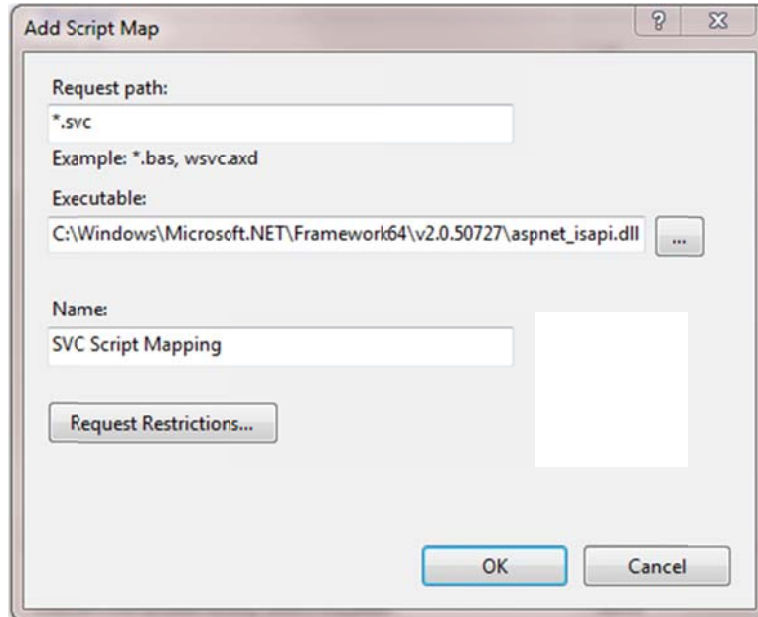 Add Script Map
Request path:
*.svc
Example: *.bas, wsvc.axd
Executable:
C:\Windows\Microsoft.NET\Framework64\v2.0.50727\aspnet_isapi.dll
...
Name:
SVC Script Mapping
Request Restrictions...
OK
Cancel